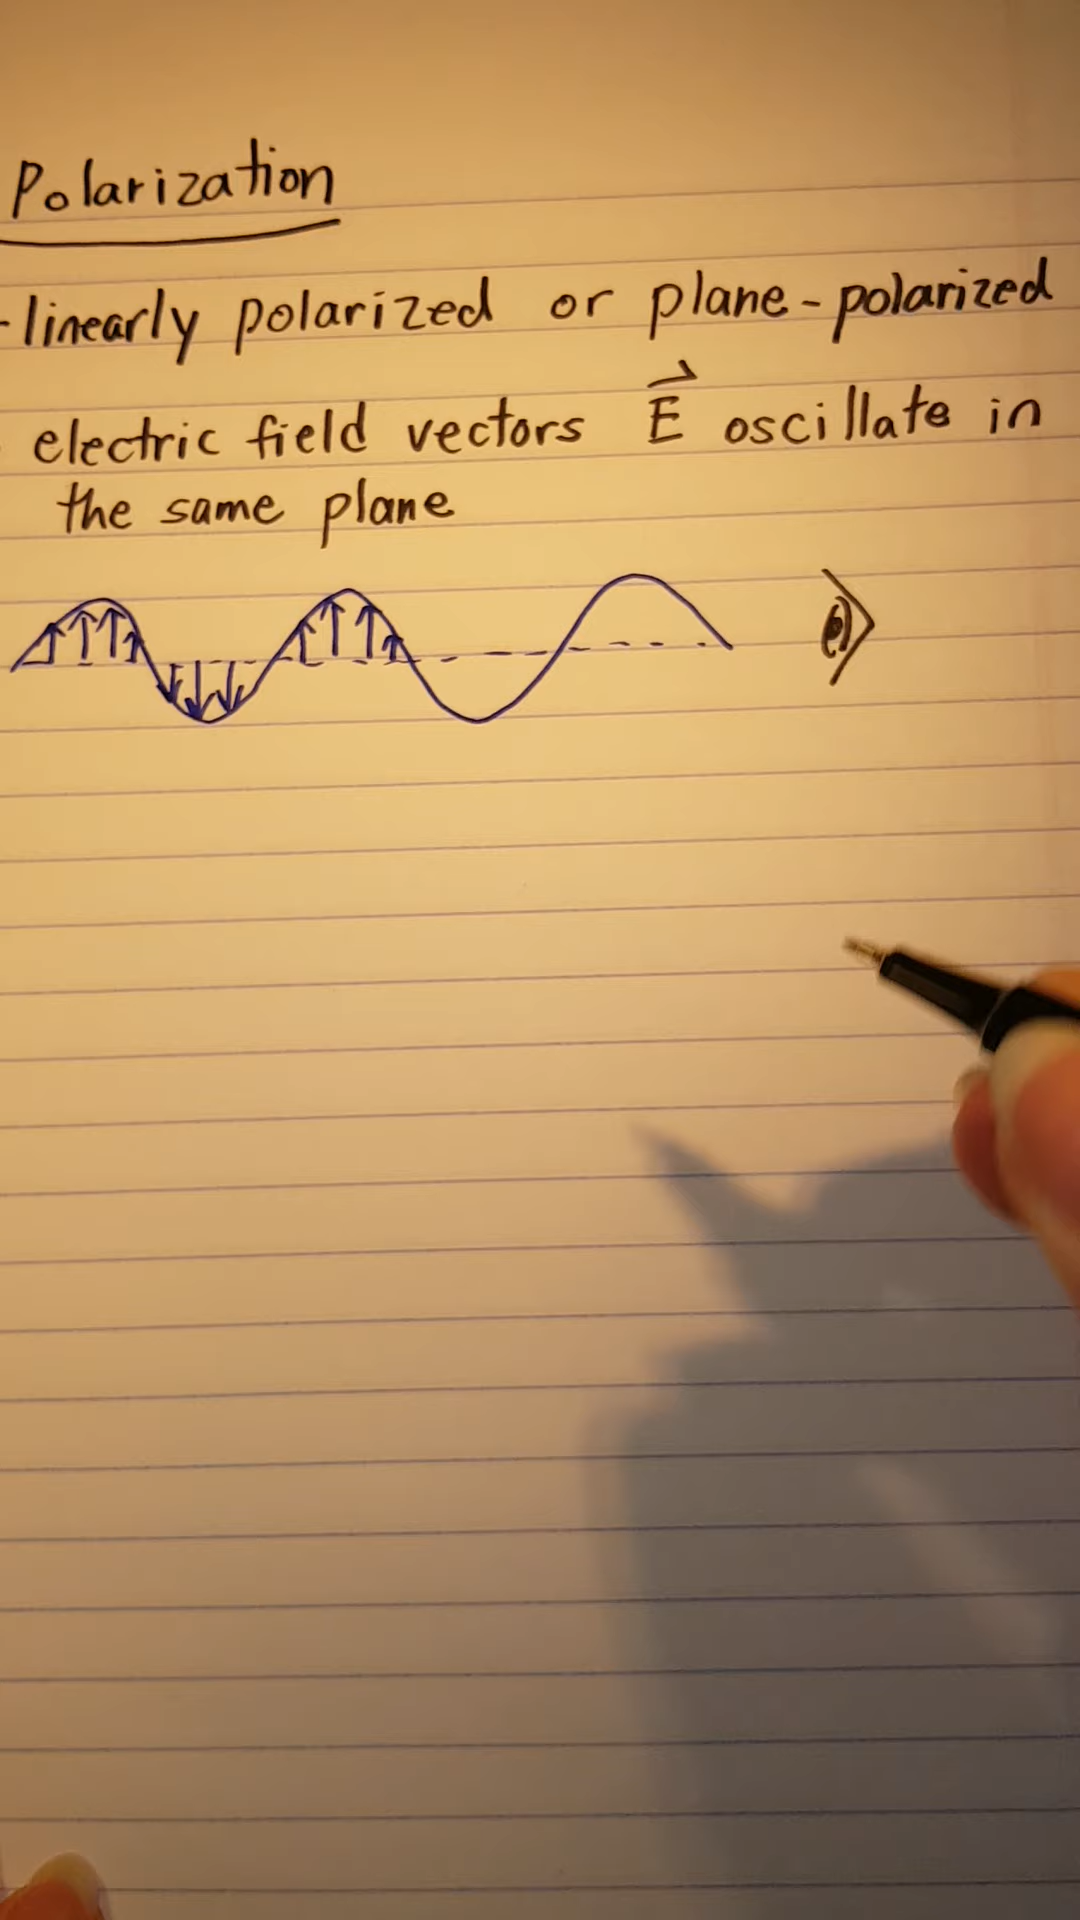 Polarization
- linearly polarized or plane-polarized
electric field vectors E⃗ oscillate in
the same plane